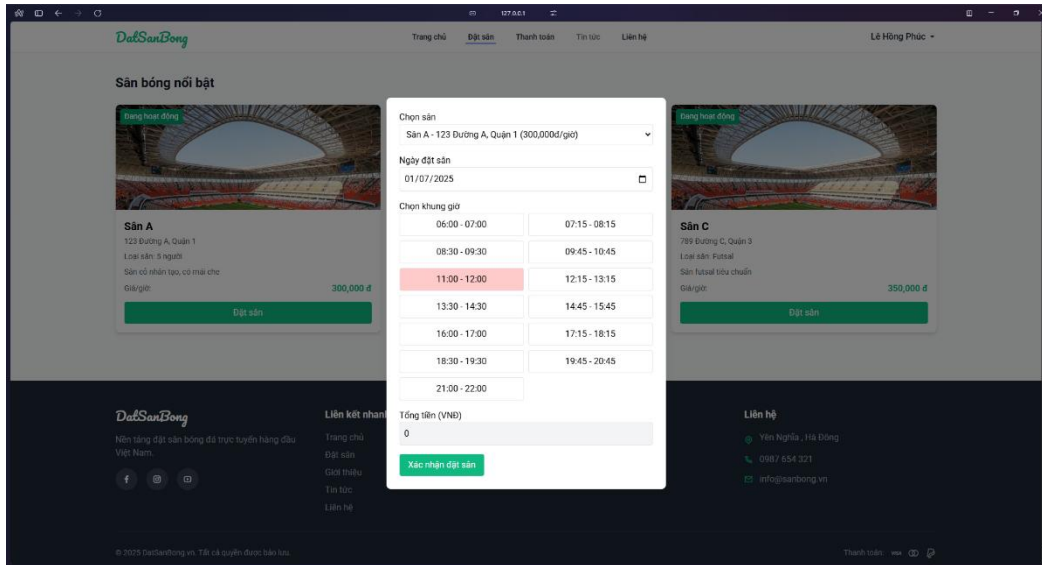 127.0.0.1
DatSanBong
Trang chủ Đặt sân Thanh toán Tin tức Liên hệ
Lê Hồng Phúc
Sân bóng nổi bật
Đang hoạt động
Sân A
123 Đường A, Quận 1
Loại sân: 5 người
Sân cỏ nhân tạo, có mái che
Giá/giờ: 300,000 đ
Đặt sân
Chọn sân
Sân A - 123 Đường A, Quận 1 (300,000đ/giờ)
Ngày đặt sân
01/07/2025
Chọn khung giờ
06:00 - 07:00 07:15 - 08:15
08:30 - 09:30 09:45 - 10:45
11:00 - 12:00 12:15 - 13:15
13:30 - 14:30 14:45 - 15:45
16:00 - 17:00 17:15 - 18:15
18:30 - 19:30 19:45 - 20:45
21:00 - 22:00
Tổng tiền (VNĐ)
0
Xác nhận đặt sân
Đang hoạt động
Sân C
789 Đường C, Quận 3
Loại sân: Futsal
Sân futsal tiêu chuẩn
Giá/giờ: 350,000 đ
Đặt sân
DatSanBong
Nền tảng đặt sân bóng đá trực tuyến hàng đầu
Việt Nam.
Liên kết nhanh
Trang chủ
Đặt sân
Giới thiệu
Tin tức
Liên hệ
Liên hệ
Yên Nghĩa , Hà Đông
0987 654 321
info@sanbong.vn
© 2025 DatSanBong.vn. Tất cả quyền được bảo lưu.
Thanh toán: VISA